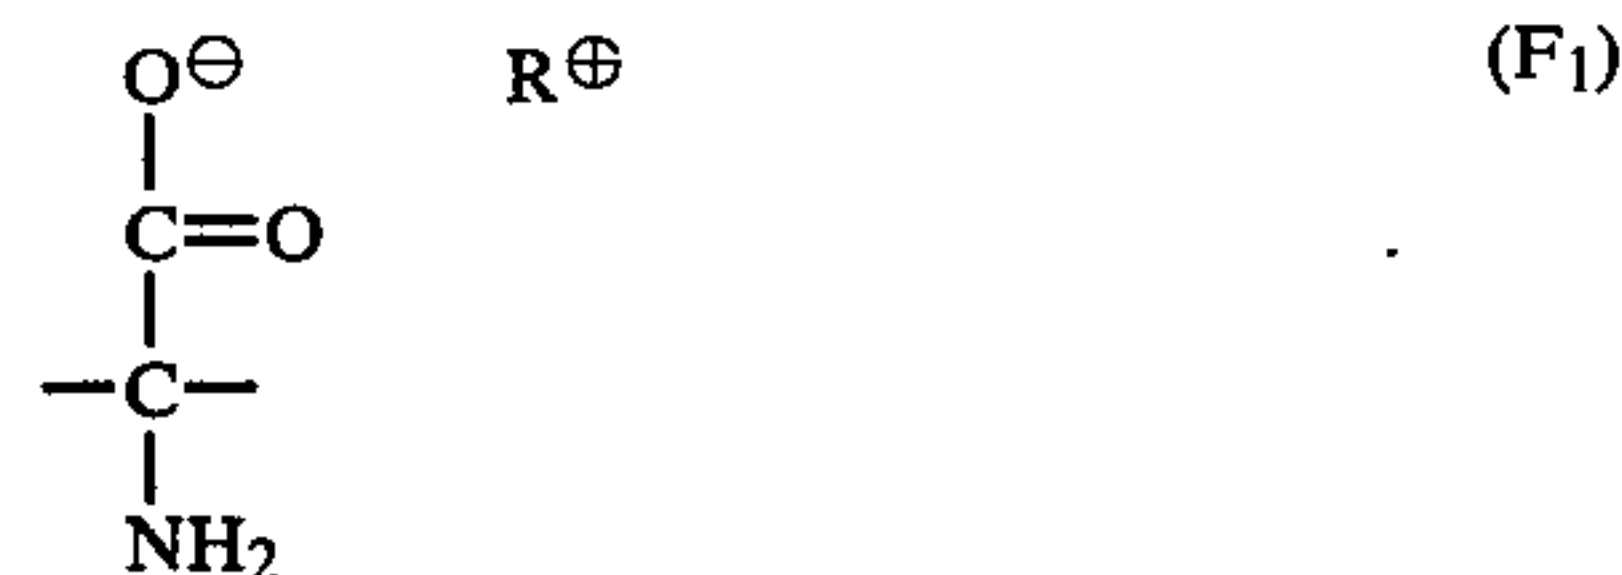 O⊖ R⊕ (F₁)
C=O
—C—
NH₂